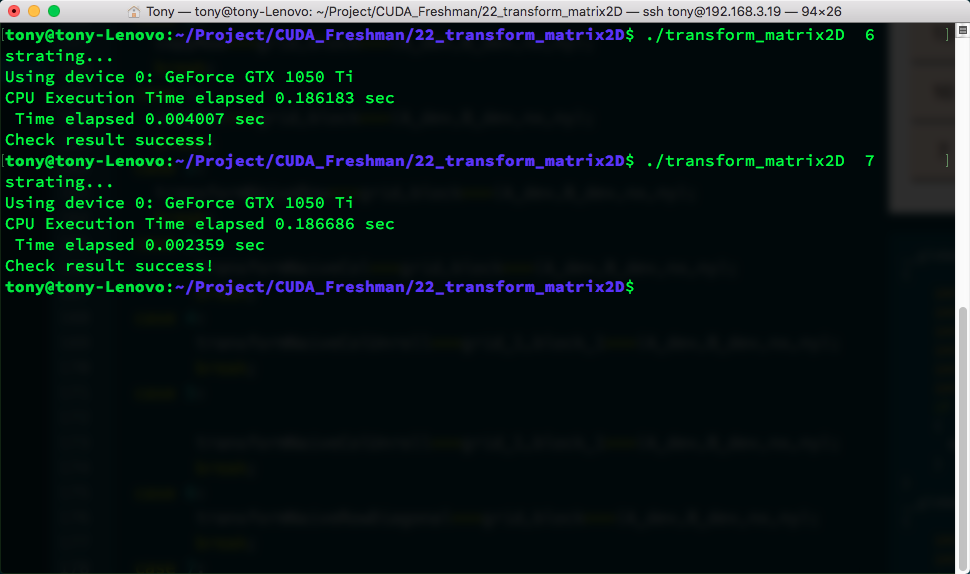 Tony — tony@tony-Lenovo: ~/Project/CUDA_Freshman/22_transform_matrix2D — ssh tony@192.168.3.19 — 94×26
[tony@tony-Lenovo:~/Project/CUDA_Freshman/22_transform_matrix2D$ ./transform_matrix2D  6 ]
strating...
Using device 0: GeForce GTX 1050 Ti
CPU Execution Time elapsed 0.186183 sec
 Time elapsed 0.004007 sec
Check result success!
[tony@tony-Lenovo:~/Project/CUDA_Freshman/22_transform_matrix2D$ ./transform_matrix2D  7 ]
strating...
Using device 0: GeForce GTX 1050 Ti
CPU Execution Time elapsed 0.186686 sec
 Time elapsed 0.002359 sec
Check result success!
tony@tony-Lenovo:~/Project/CUDA_Freshman/22_transform_matrix2D$